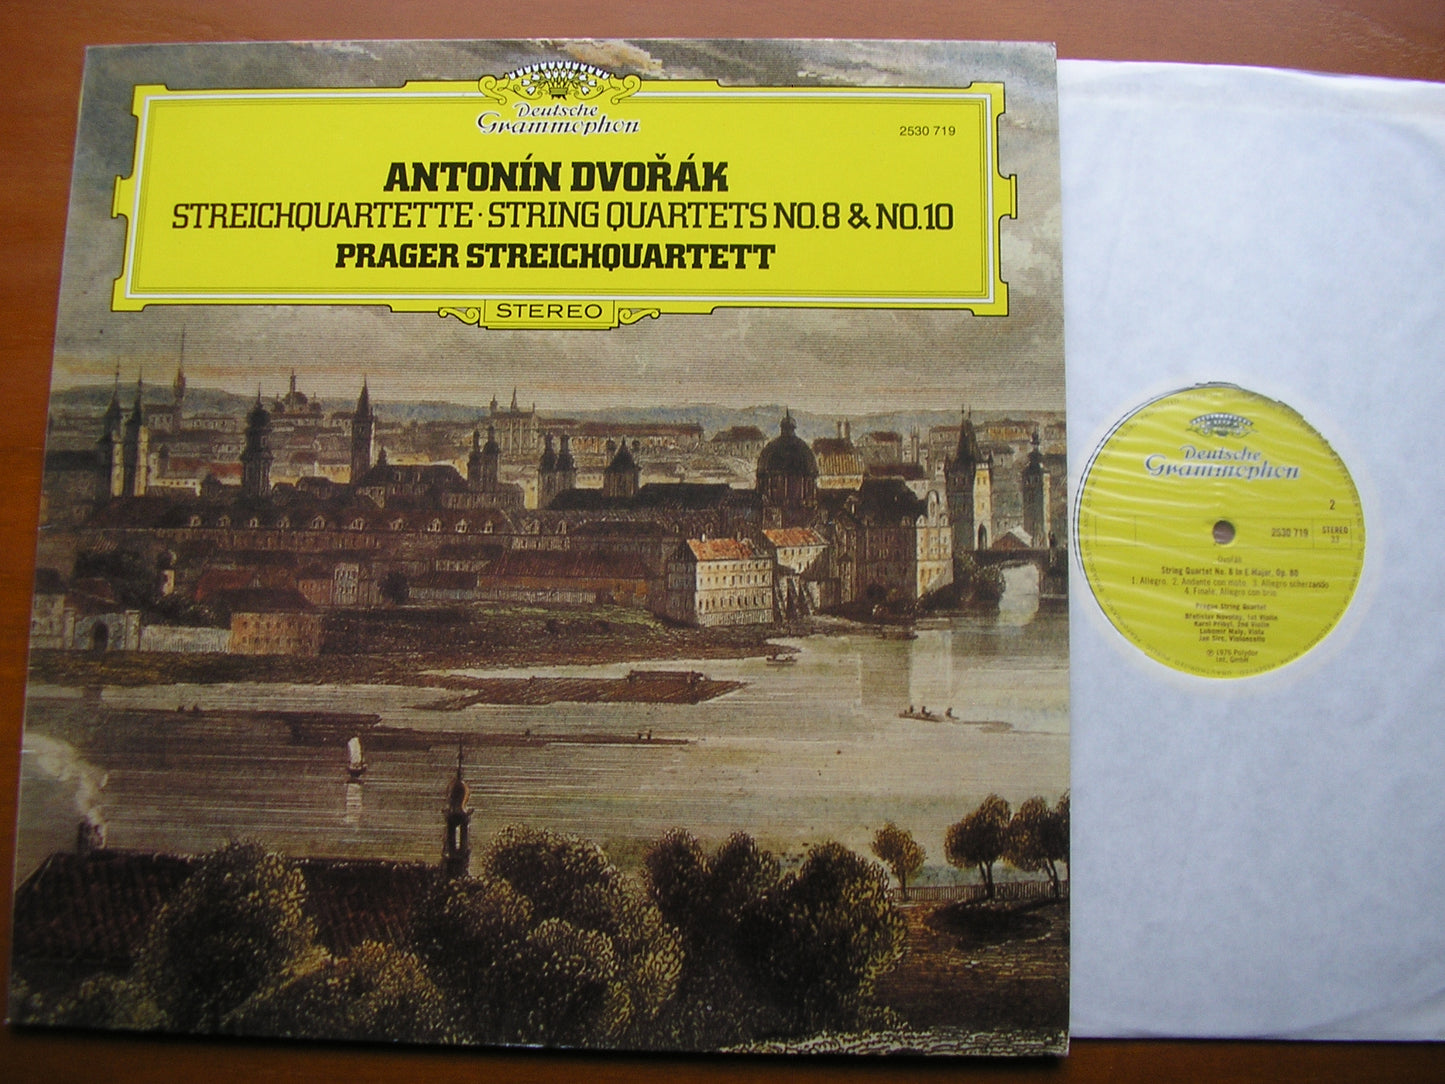 Deutsche
Grammophon
2530 719
ANTONÍN DVOŘÁK
STREICHQUARTETTE · STRING QUARTETS NO.8 & NO.10
PRAGER STREICHQUARTETT
STEREO
Deutsche
Grammophon
2
2530 719
STEREO
33
Dvořák
String Quartet No. 8 in E Major, Op. 80
1. Allegro. 2. Andante con moto. 3. Allegro scherzando
4. Finale. Allegro con brio
Prague String Quartet
Břetislav Novotny, 1st Violin
Karel Přibyl, 2nd Violin
Lubomír Maly, Viola
Jan Širc, Violoncello
℗ 1976 Polydor
Int. GmbH